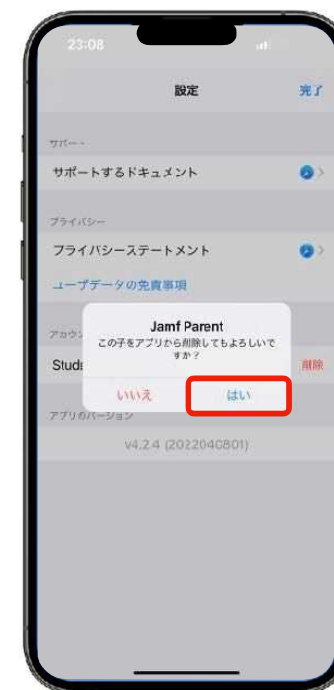 23:08
設定
完了
サポート
サポートするドキュメント
プライバシー
プライバシーステートメント
ユーザデータの免責事項
Jamf Parent
この子をアプリから削除してもよろしいで
すか？
Stude
削除
いいえ
はい
アプリのバージョン
v4.2.4 (2022040801)